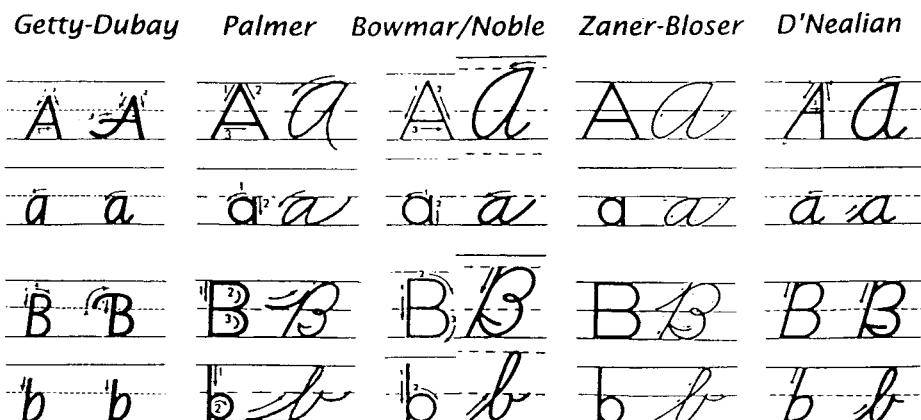 Getty-Dubay Palmer Bowmar/Noble Zaner-Bloser D'Nealian
A A A A A A A A A A
a a a a a a a a a a
B B B B B B B B B B
b b b b b b b b b b